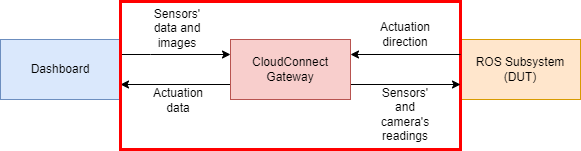 Sensors'
data and
images
Actuation
direction
Dashboard
CloudConnect
Gateway
ROS Subsystem
(DUT)
Actuation
data
Sensors'
and
camera's
readings